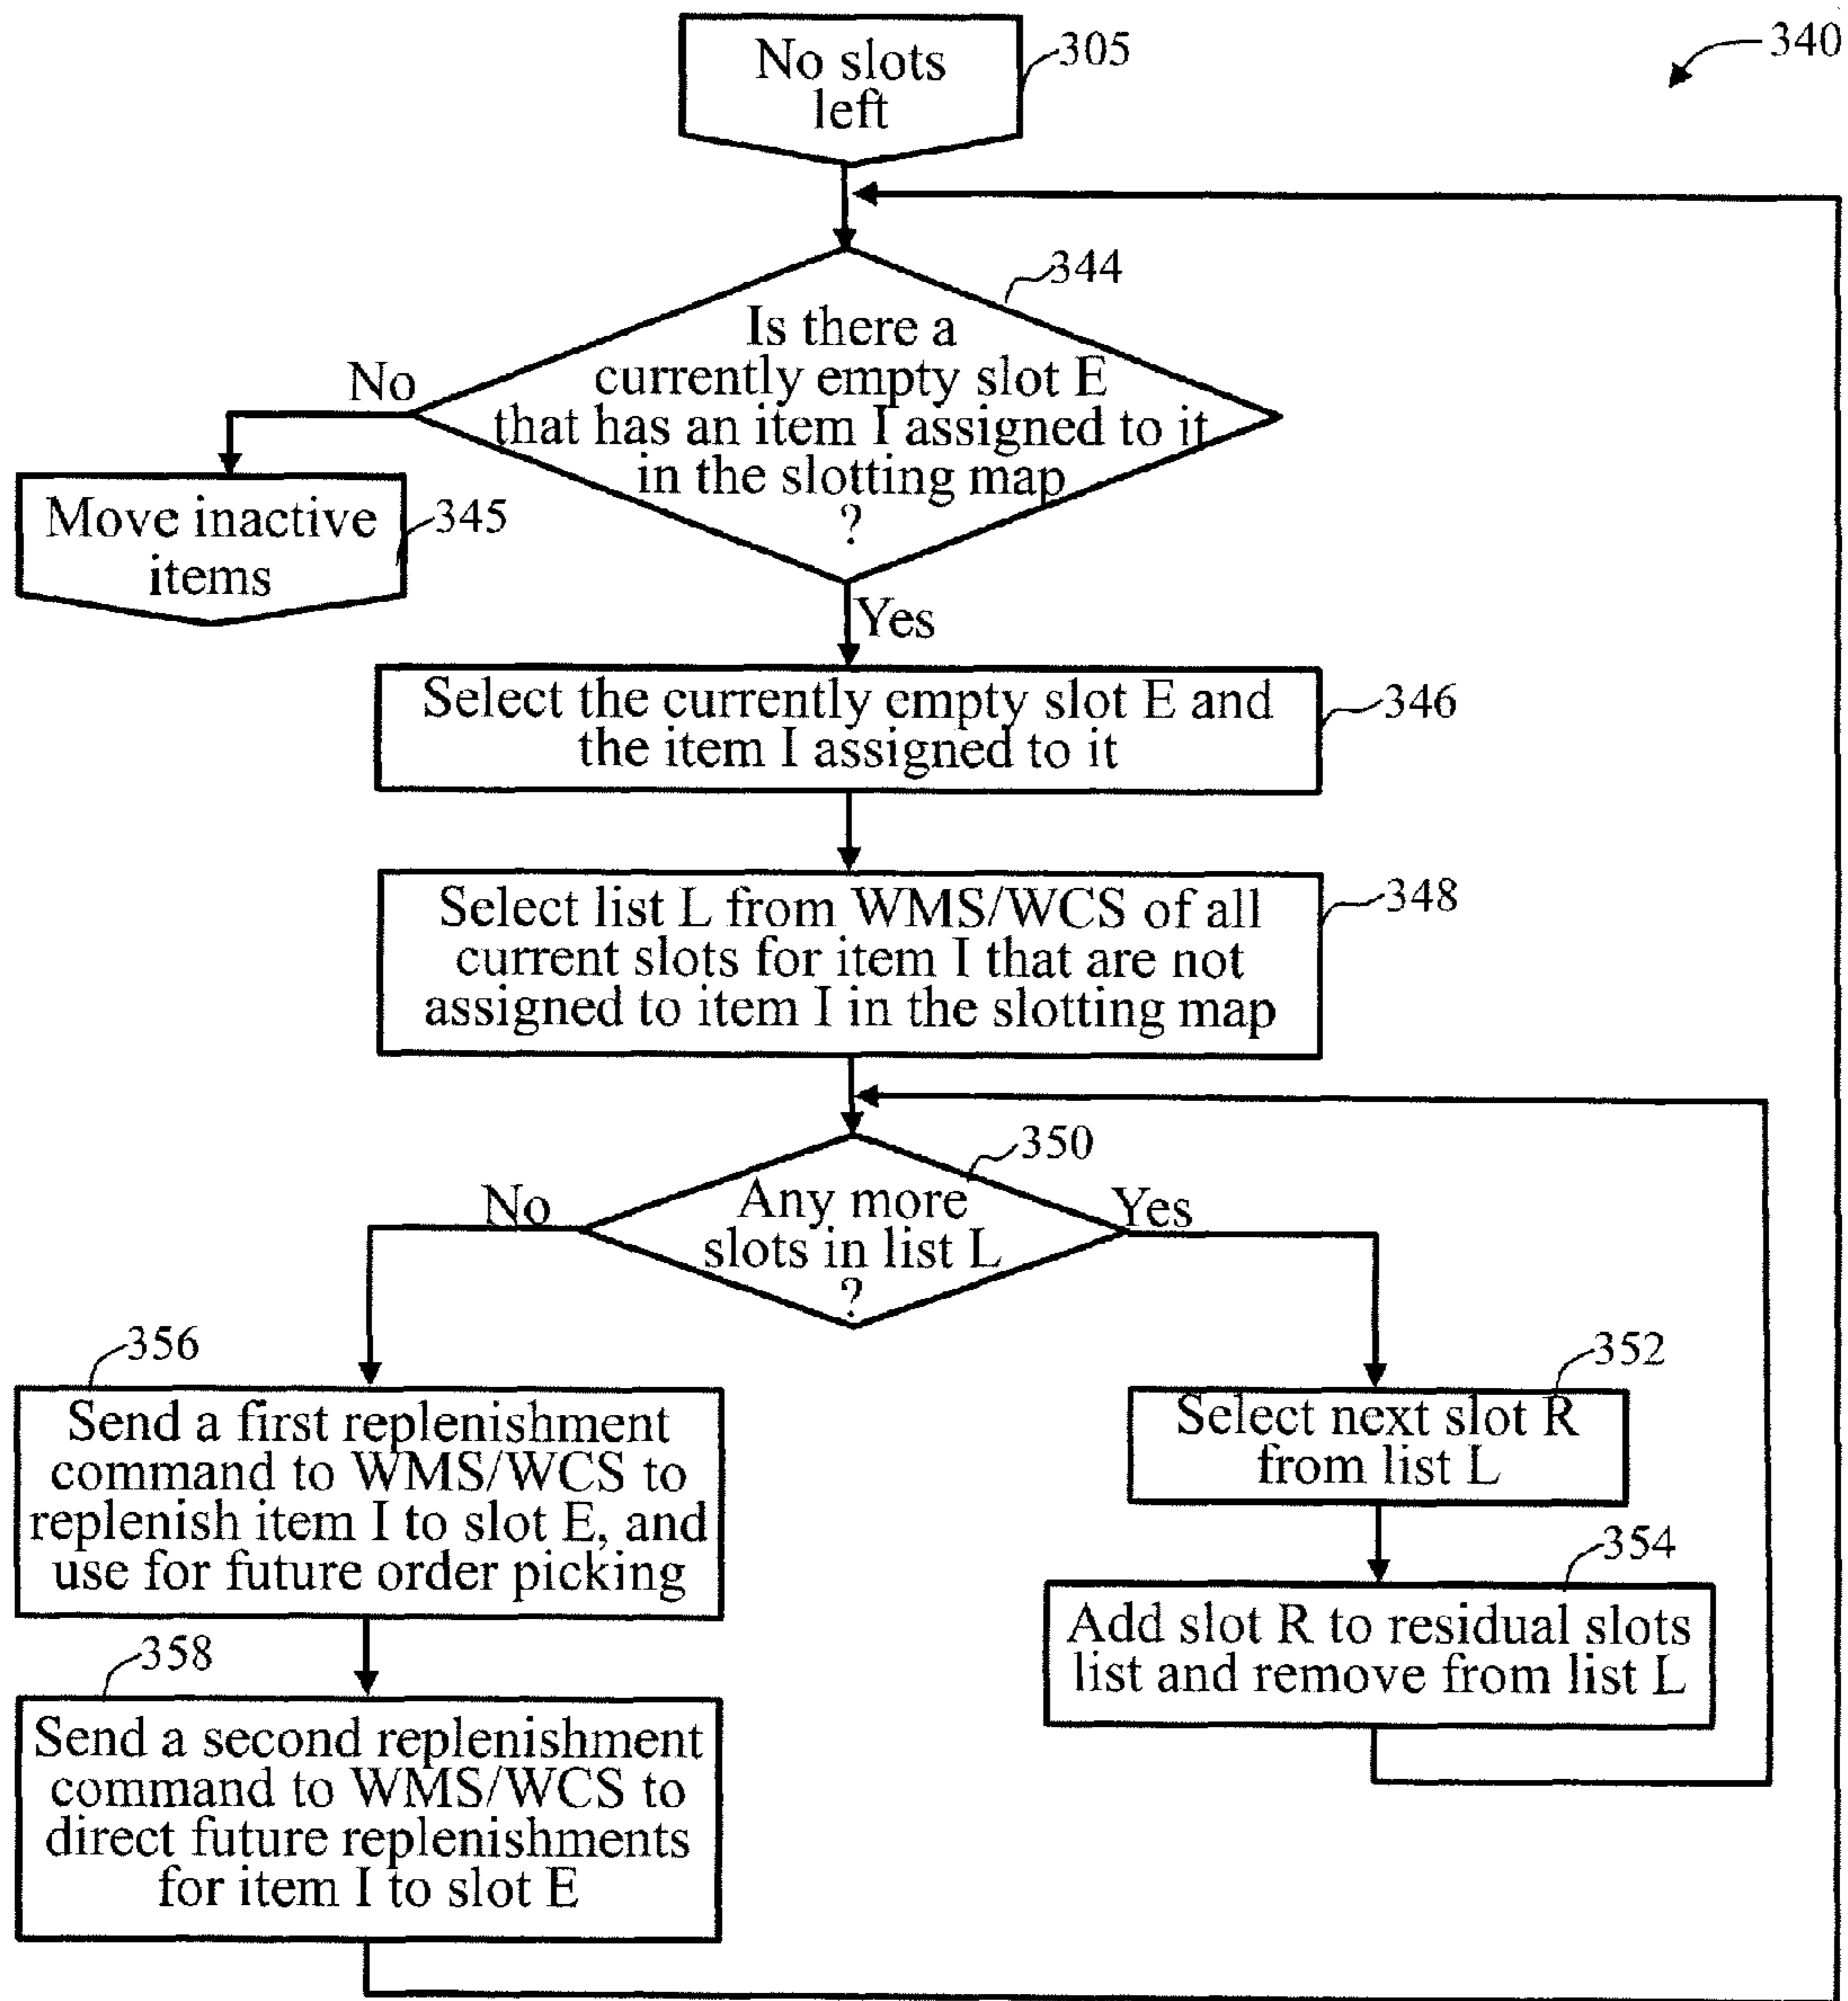 No slots
left
305
340
344
Is there a
currently empty slot E
that has an item I assigned to it
in the slotting map
?
No
Move inactive
items
345
Yes
Select the currently empty slot E and
the item I assigned to it
346
Select list L from WMS/WCS of all
current slots for item I that are not
assigned to item I in the slotting map
348
350
Any more
slots in list L
?
No
Yes
356
Send a first replenishment
command to WMS/WCS to
replenish item I to slot E, and
use for future order picking
352
Select next slot R
from list L
354
Add slot R to residual slots
list and remove from list L
358
Send a second replenishment
command to WMS/WCS to
direct future replenishments
for item I to slot E